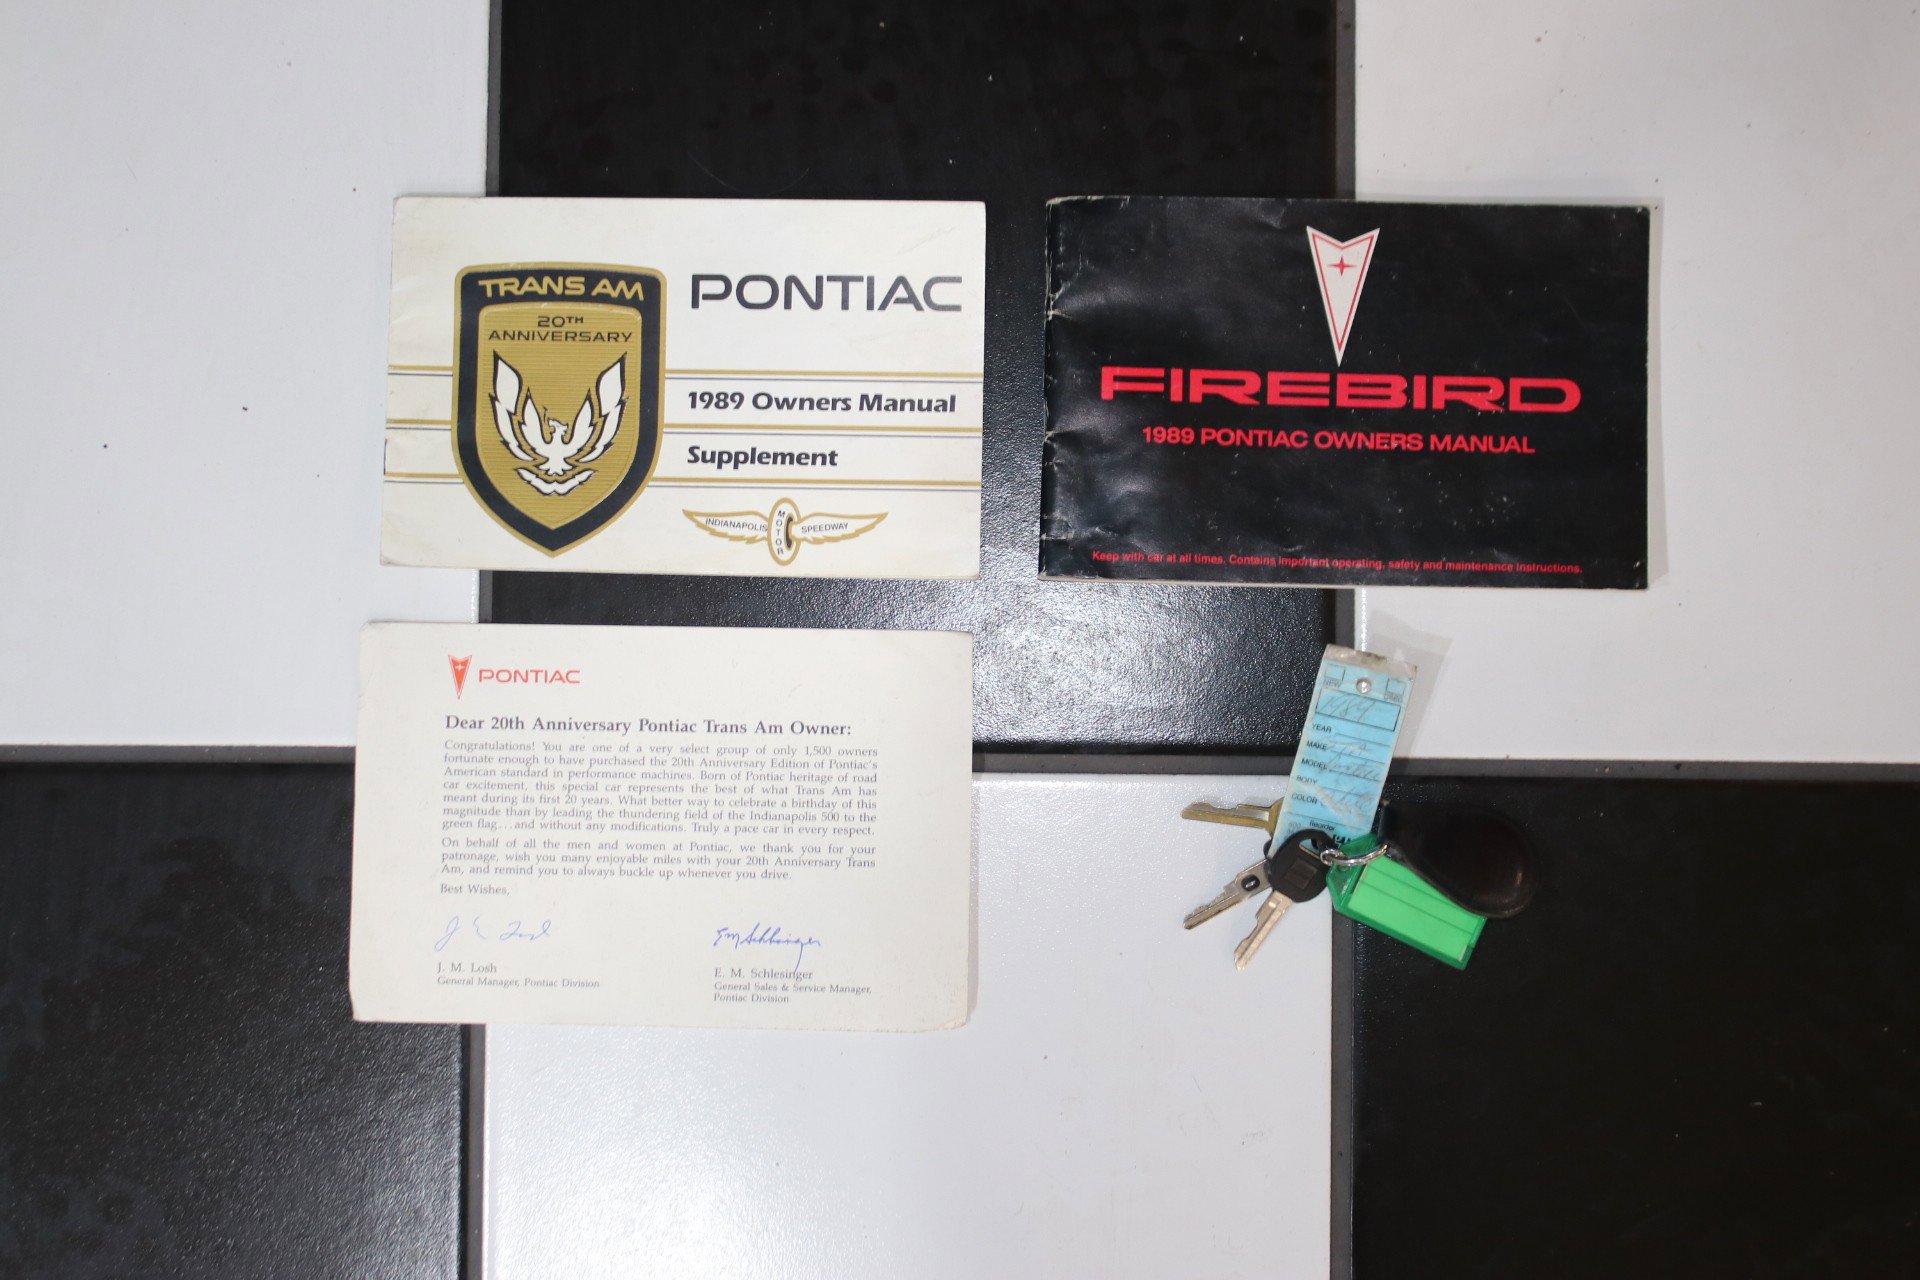 TRANS AM
20TH
ANNIVERSARY
PONTIAC
1989 Owners Manual
Supplement
INDIANAPOLIS MOTOR SPEEDWAY
FIREBIRD
1989 PONTIAC OWNERS MANUAL
Keep with car at all times. Contains important operating, safety and maintenance instructions.
PONTIAC
Dear 20th Anniversary Pontiac Trans Am Owner:
Congratulations! You are one of a very select group of only 1,500 owners
fortunate enough to have purchased the 20th Anniversary Edition of Pontiac's
American standard in performance machines. Born of Pontiac heritage of road
car excitement, this special car represents the best of what Trans Am has
meant during its first 20 years. What better way to celebrate a birthday of this
magnitude than by leading the thundering field of the Indianapolis 500 to the
green flag...and without any modifications. Truly a pace car in every respect.
On behalf of all the men and women at Pontiac, we thank you for your
patronage, wish you many enjoyable miles with your 20th Anniversary Trans
Am, and remind you to always buckle up whenever you drive.
Best Wishes,
J. M. Losh
General Manager, Pontiac Division
EM Schlesinger
E. M. Schlesinger
General Sales & Service Manager,
Pontiac Division
1989
YEAR
MAKE
MODEL
BODY
COLOR
Reorder